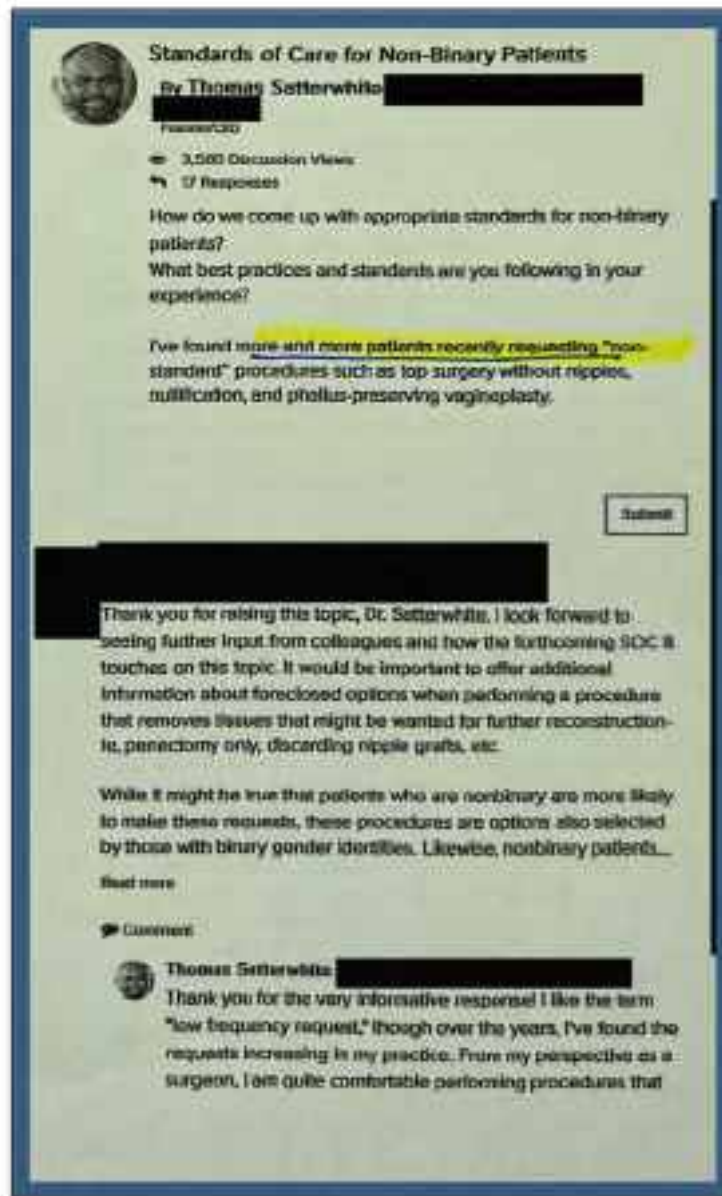 Standards of Care for Non-Binary Patients
By Thomas Satterwhite
3,580 Discussion Views
17 Responses
How do we come up with appropriate standards for non-binary
patients?
What best practices and standards are you following in your
experience?
I've found more and more patients recently requesting "non-
standard" procedures such as top surgery without nipples,
nullification, and phallus-preserving vaginoplasty.
Submit
Thank you for raising this topic, Dr. Satterwhite. I look forward to
seeing further input from colleagues and how the forthcoming SOC 8
touches on this topic. It would be important to offer additional
information about foreclosed options when performing a procedure
that removes tissues that might be wanted for further reconstruction-
ie, penectomy only, discarding nipple grafts, etc.
While it might be true that patients who are nonbinary are more likely
to make these requests, these procedures are options also selected
by those with binary gender identities. Likewise, nonbinary patients...
Read more
Comment
Thomas Satterwhite
Thank you for the very informative response! I like the term
"low frequency request," though over the years, I've found the
requests increasing in my practice. From my perspective as a
surgeon, I am quite comfortable performing procedures that